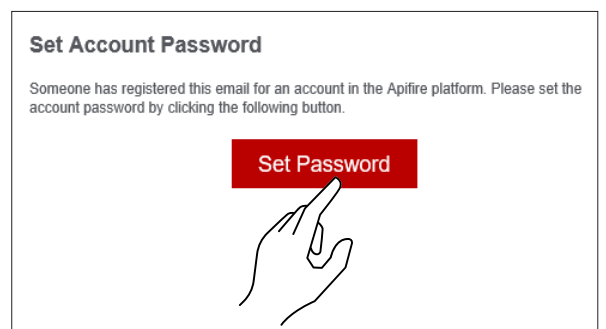 Set Account Password
Someone has registered this email for an account in the Apifire platform. Please set the
account password by clicking the following button.
Set Password